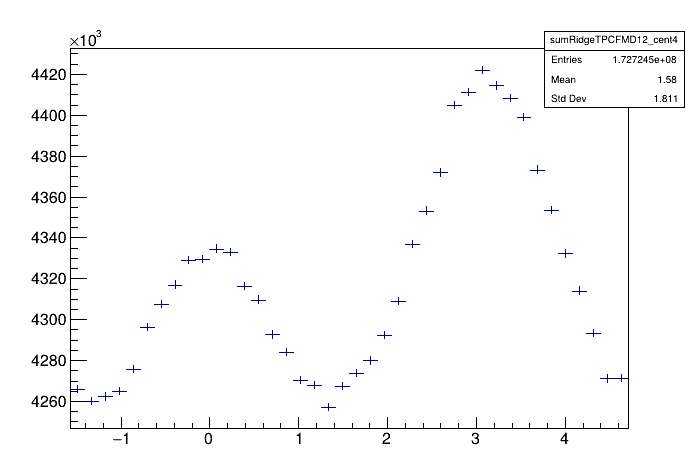 ×10³
sumRidgeTPCFMD12_cent4
Entries 1.727245e+08
Mean 1.58
Std Dev 1.811
4420
4400
4380
4360
4340
4320
4300
4280
4260
−1 0 1 2 3 4